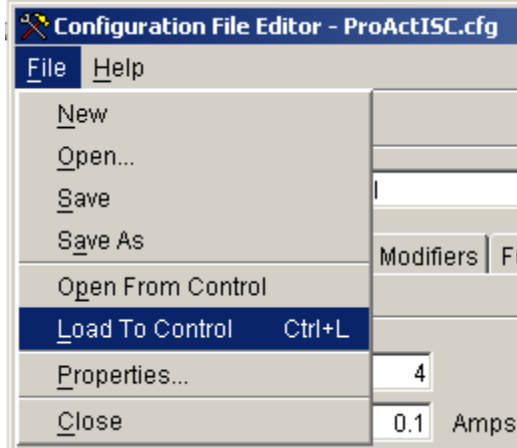 Configuration File Editor - ProActISC.cfg
File Help
New
Open...
Save
Save As
Modifiers
Open From Control
Load To Control Ctrl+L
Properties... 4
Close 0.1 Amps